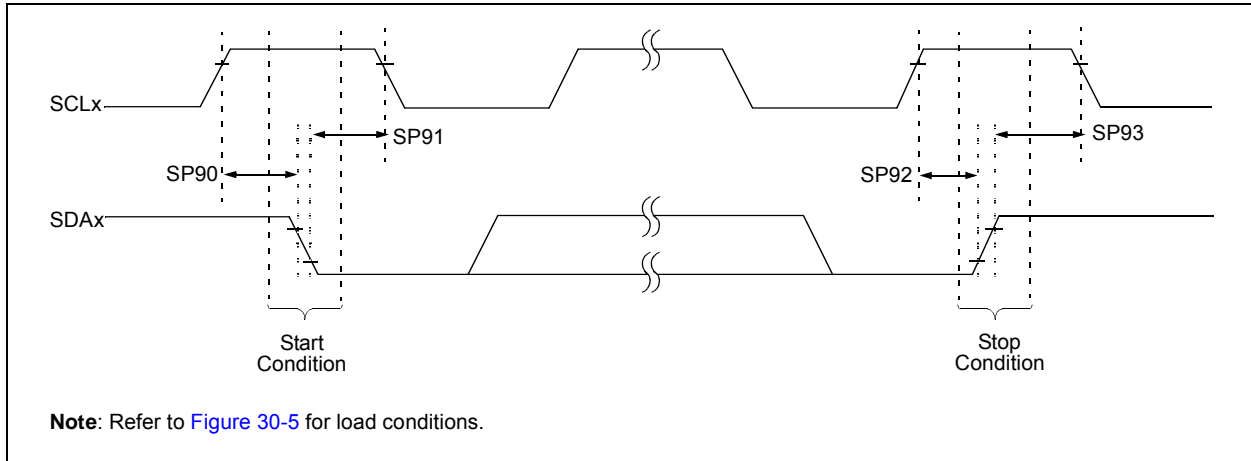 SCLx
SP91
SP93
SP90
SP92
SDAx
Start
Condition
Stop
Condition
Note: Refer to Figure 30-5 for load conditions.